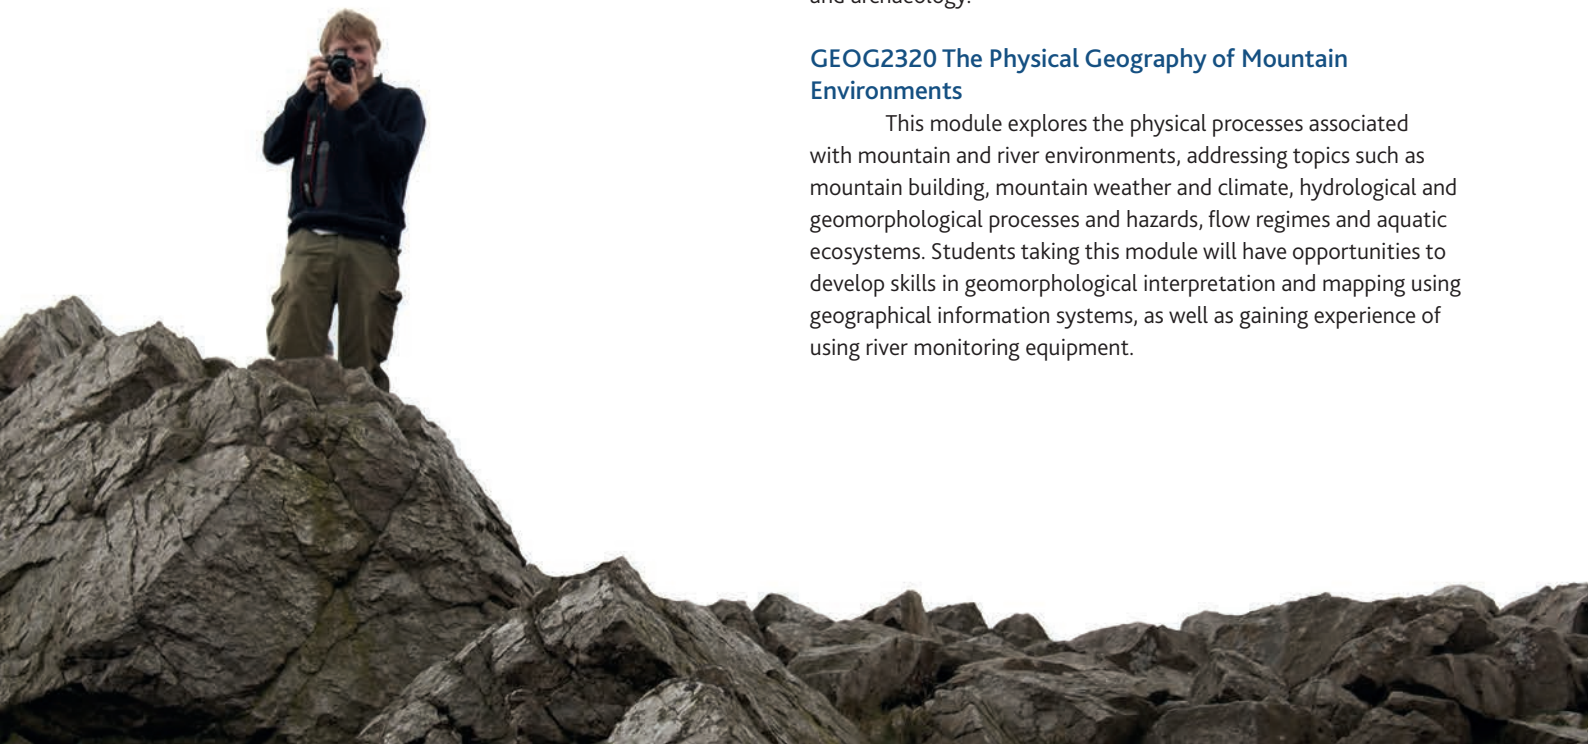 and archaeology.
GEOG2320 The Physical Geography of Mountain
Environments
This module explores the physical processes associated
with mountain and river environments, addressing topics such as
mountain building, mountain weather and climate, hydrological and
geomorphological processes and hazards, flow regimes and aquatic
ecosystems. Students taking this module will have opportunities to
develop skills in geomorphological interpretation and mapping using
geographical information systems, as well as gaining experience of
using river monitoring equipment.